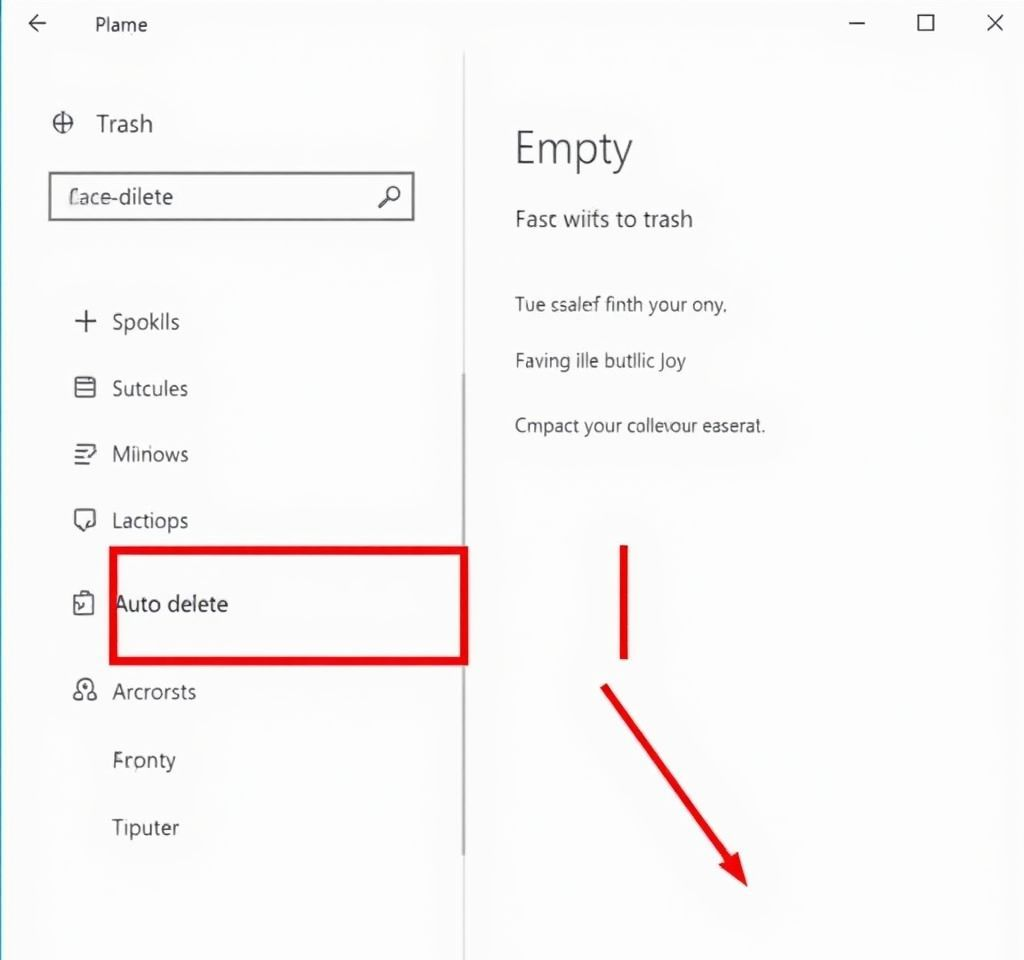 Plame
Trash
Cace-dilete
Spoklls
Sutcules
Miinows
Lactiops
Auto delete
Arcrorsts
Fronty
Tiputer
Empty
Fasc wiifs to trash
Tue ssalef finth your ony.
Faving ille butllic Joy
Cmpact your collevour easerat.